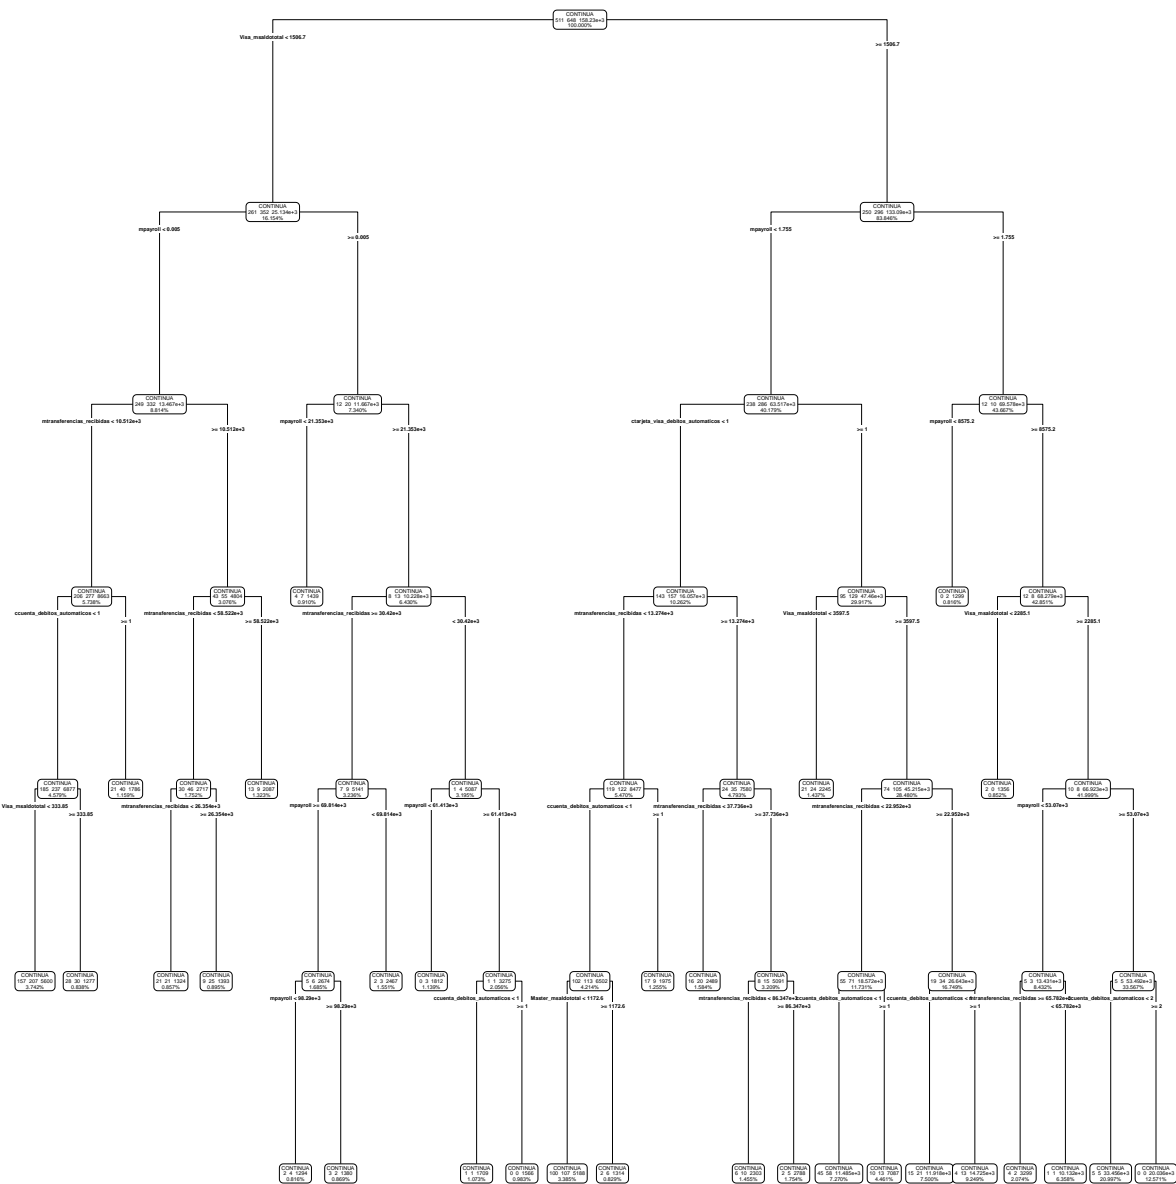 CONTINUA
511 648 158.23e+3
100.000%
Visa_msaldototal < 1506.7
>= 1506.7
CONTINUA
261 352 25.134e+3
16.154%
CONTINUA
250 296 133.09e+3
83.846%
mpayroll < 0.005
>= 0.005
mpayroll < 1.755
>= 1.755
CONTINUA
249 332 13.467e+3
8.814%
CONTINUA
12 20 11.667e+3
7.340%
CONTINUA
238 286 63.517e+3
40.179%
CONTINUA
12 10 69.578e+3
43.667%
mtransferencias_recibidas < 10.512e+3
>= 10.512e+3
mpayroll < 21.353e+3
>= 21.353e+3
ctarjeta_visa_debitos_automaticos < 1
>= 1
mpayroll < 8575.2
>= 8575.2
CONTINUA
206 277 8663
5.738%
CONTINUA
43 55 4804
3.076%
CONTINUA
4 7 1439
0.910%
CONTINUA
8 13 10.228e+3
6.430%
CONTINUA
143 157 16.057e+3
10.262%
CONTINUA
95 129 47.46e+3
29.917%
CONTINUA
0 2 1299
0.816%
CONTINUA
12 8 68.279e+3
42.851%
ccuenta_debitos_automaticos < 1
>= 1
mtransferencias_recibidas < 58.522e+3
>= 58.522e+3
mtransferencias_recibidas >= 30.42e+3
< 30.42e+3
mtransferencias_recibidas < 13.274e+3
>= 13.274e+3
Visa_msaldototal < 3597.5
>= 3597.5
Visa_msaldototal < 2285.1
>= 2285.1
CONTINUA
185 237 6877
4.579%
CONTINUA
21 40 1786
1.159%
CONTINUA
30 46 2717
1.752%
CONTINUA
13 9 2087
1.323%
CONTINUA
7 9 5141
3.236%
CONTINUA
1 4 5087
3.195%
CONTINUA
119 122 8477
5.470%
CONTINUA
24 35 7580
4.793%
CONTINUA
21 24 2245
1.437%
CONTINUA
74 105 45.215e+3
28.480%
CONTINUA
2 0 1356
0.852%
CONTINUA
10 8 66.923e+3
41.999%
Visa_msaldototal < 333.85
>= 333.85
mtransferencias_recibidas < 26.354e+3
>= 26.354e+3
mpayroll >= 69.814e+3
< 69.814e+3
mpayroll < 61.413e+3
>= 61.413e+3
ccuenta_debitos_automaticos < 1
>= 1
mtransferencias_recibidas < 37.736e+3
>= 37.736e+3
mtransferencias_recibidas < 22.952e+3
>= 22.952e+3
mpayroll < 53.07e+3
>= 53.07e+3
CONTINUA
157 207 5600
3.742%
CONTINUA
28 30 1277
0.838%
CONTINUA
21 21 1324
0.857%
CONTINUA
9 25 1393
0.895%
CONTINUA
5 6 2674
1.685%
CONTINUA
2 3 2467
1.551%
CONTINUA
0 3 1812
1.139%
CONTINUA
1 1 3275
2.056%
CONTINUA
102 113 6502
4.214%
CONTINUA
17 9 1975
1.255%
CONTINUA
16 20 2489
1.584%
CONTINUA
8 15 5091
3.209%
CONTINUA
55 71 18.572e+3
11.731%
CONTINUA
19 34 26.643e+3
16.749%
CONTINUA
5 3 13.431e+3
8.432%
CONTINUA
5 5 53.492e+3
33.567%
mpayroll < 98.29e+3
>= 98.29e+3
ccuenta_debitos_automaticos < 1
>= 1
Master_msaldototal < 1172.6
>= 1172.6
mtransferencias_recibidas < 86.347e+3
>= 86.347e+3
ccuenta_debitos_automaticos < 1
>= 1
ccuenta_debitos_automaticos <
>= 1
mtransferencias_recibidas >= 65.782e+3
< 65.782e+3
ccuenta_debitos_automaticos < 2
>= 2
CONTINUA
2 4 1294
0.816%
CONTINUA
3 2 1380
0.869%
CONTINUA
1 1 1709
1.073%
CONTINUA
0 0 1566
0.983%
CONTINUA
100 107 5188
3.385%
CONTINUA
2 6 1314
0.829%
CONTINUA
6 10 2303
1.455%
CONTINUA
2 5 2788
1.754%
CONTINUA
45 58 11.485e+3
7.270%
CONTINUA
10 13 7087
4.461%
CONTINUA
15 21 11.918e+3
7.500%
CONTINUA
4 13 14.725e+3
9.249%
CONTINUA
4 2 3299
2.074%
CONTINUA
1 1 10.132e+3
6.358%
CONTINUA
5 5 33.456e+3
20.997%
CONTINUA
0 0 20.036e+3
12.571%